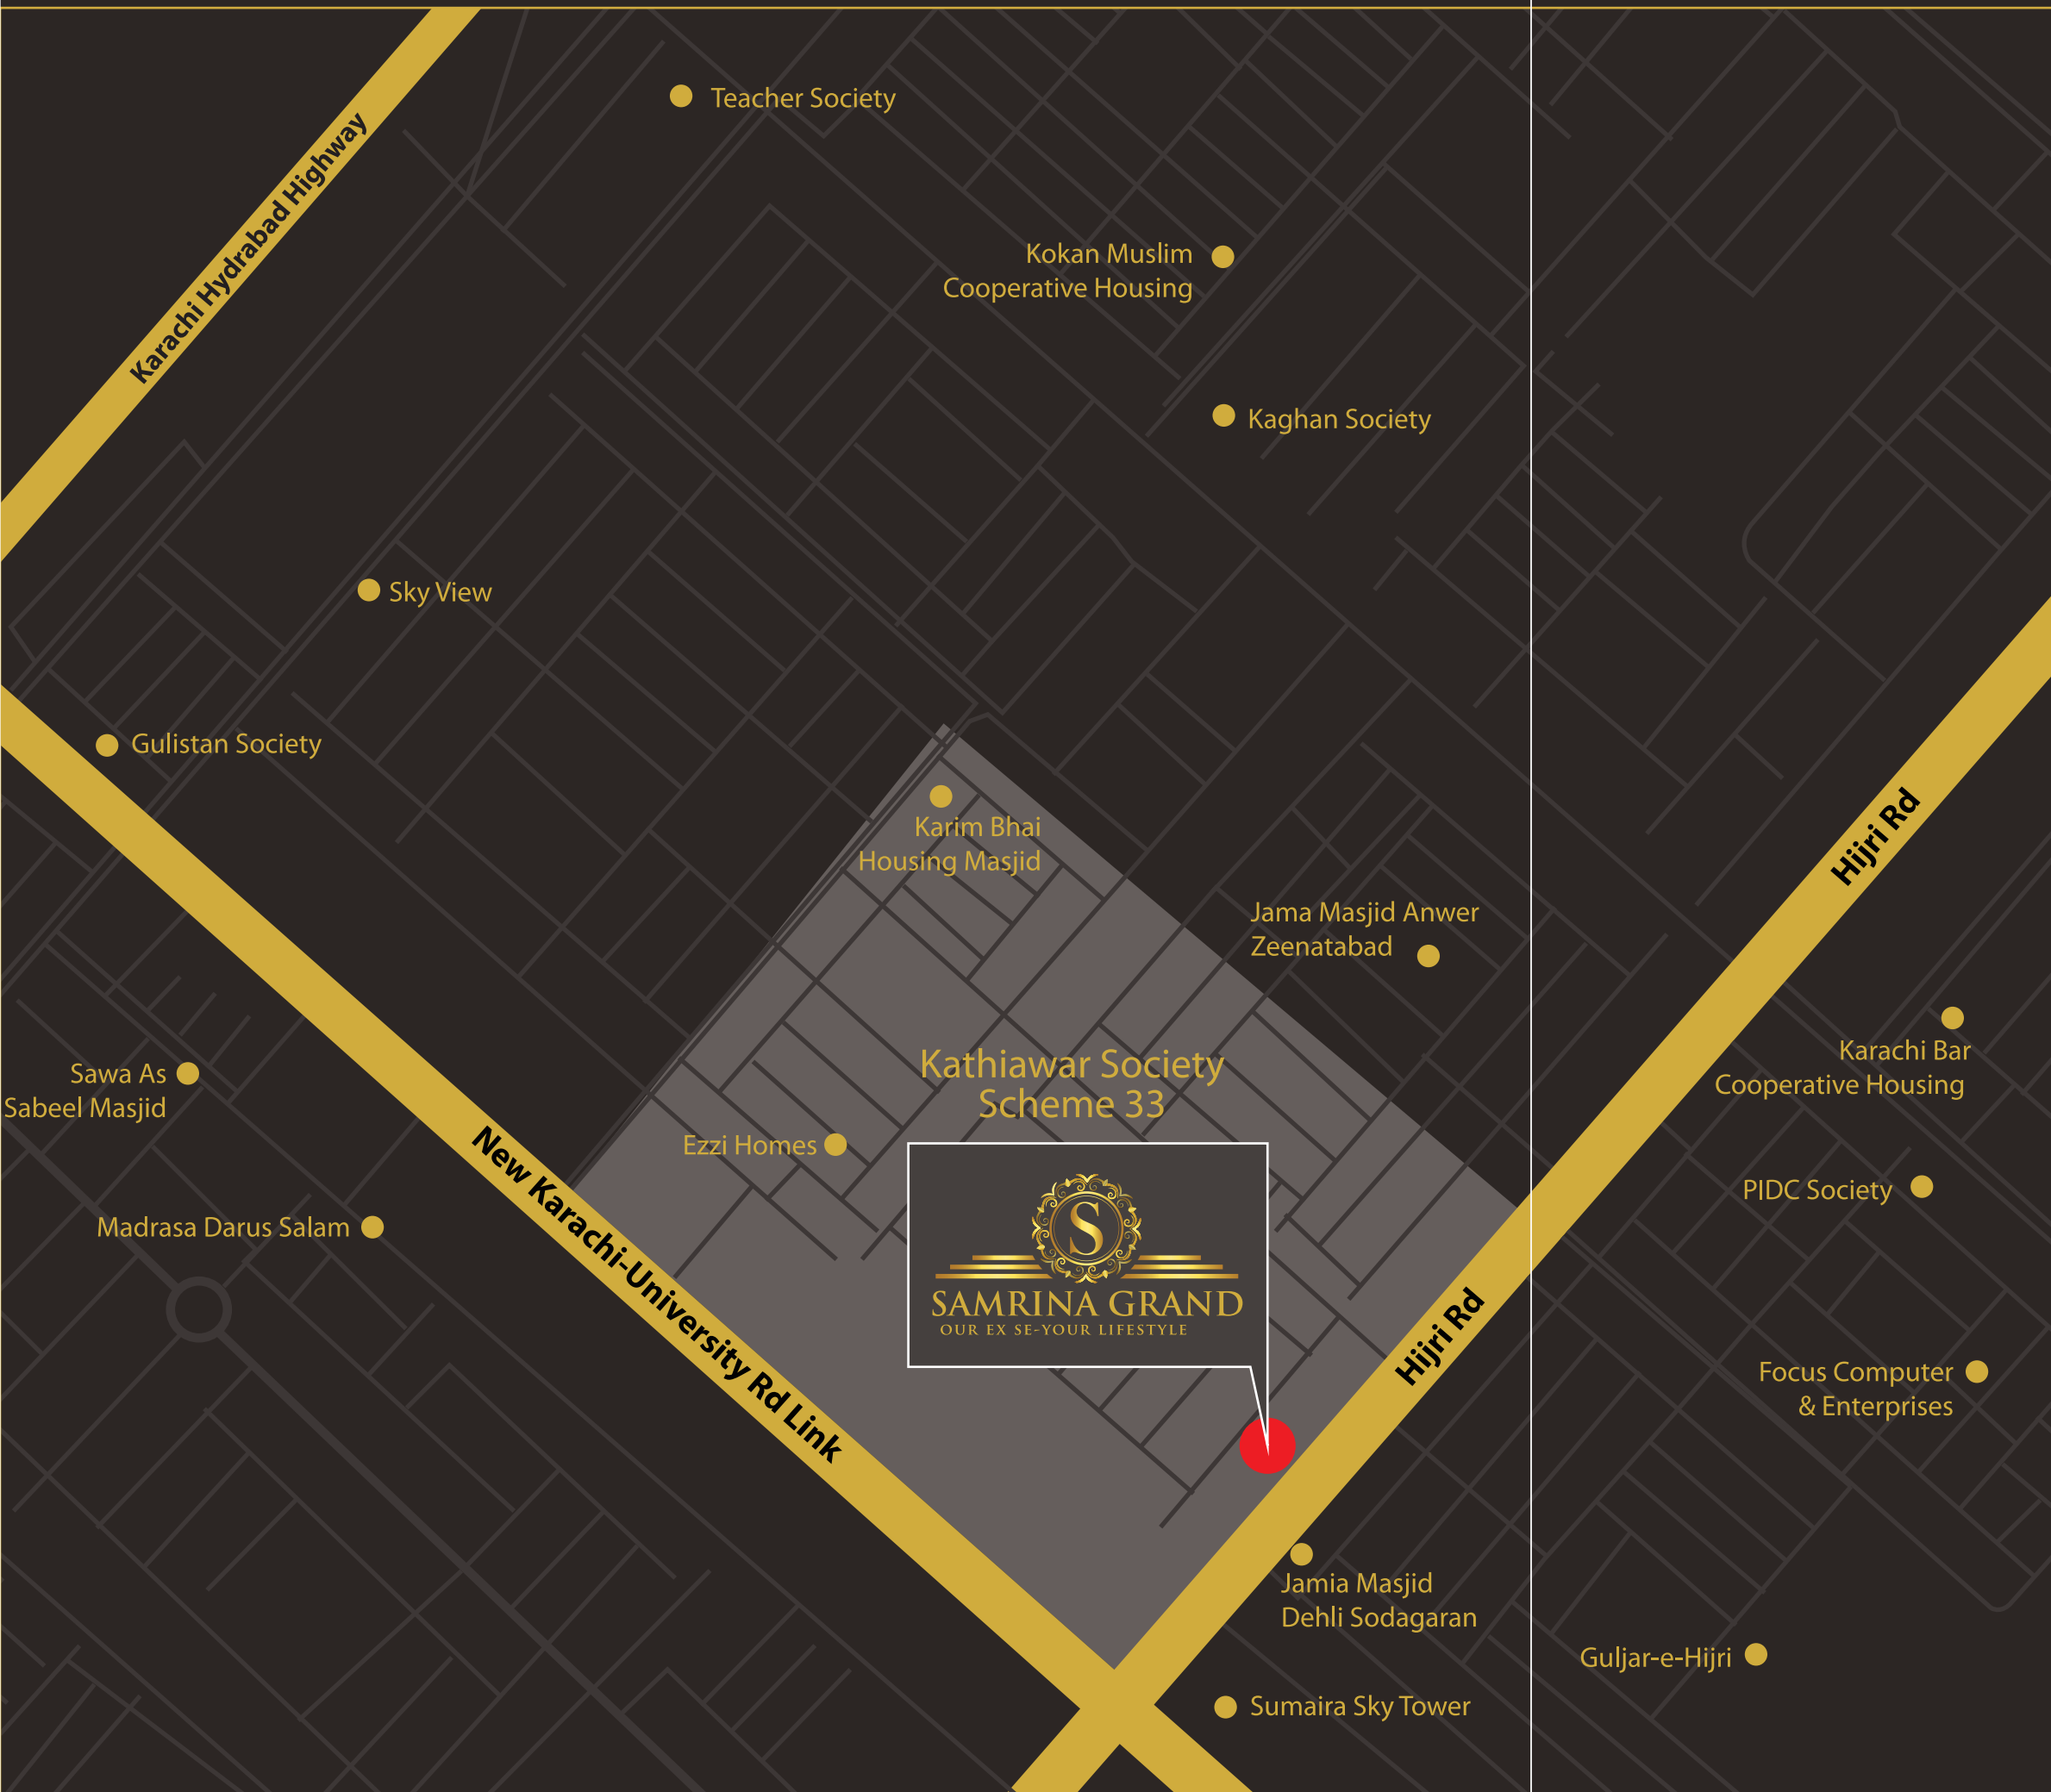 Karachi Hydrabad Highway
Teacher Society
Kokan Muslim
Cooperative Housing
Kaghan Society
Sky View
Gulistan Society
Karim Bhai
Housing Masjid
Hijri Rd
Jama Masjid Anwer
Zeenatabad
Karachi Bar
Cooperative Housing
Sawa As
Sabeel Masjid
Kathiawar Society
Scheme 33
Ezzi Homes
PIDC Society
Madrasa Darus Salam
New Karachi-University Rd Link
S
SAMRINA GRAND
OUR EX SE-YOUR LIFESTYLE
Hijri Rd
Focus Computer
& Enterprises
Jamia Masjid
Dehli Sodagaran
Guljar-e-Hijri
Sumaira Sky Tower